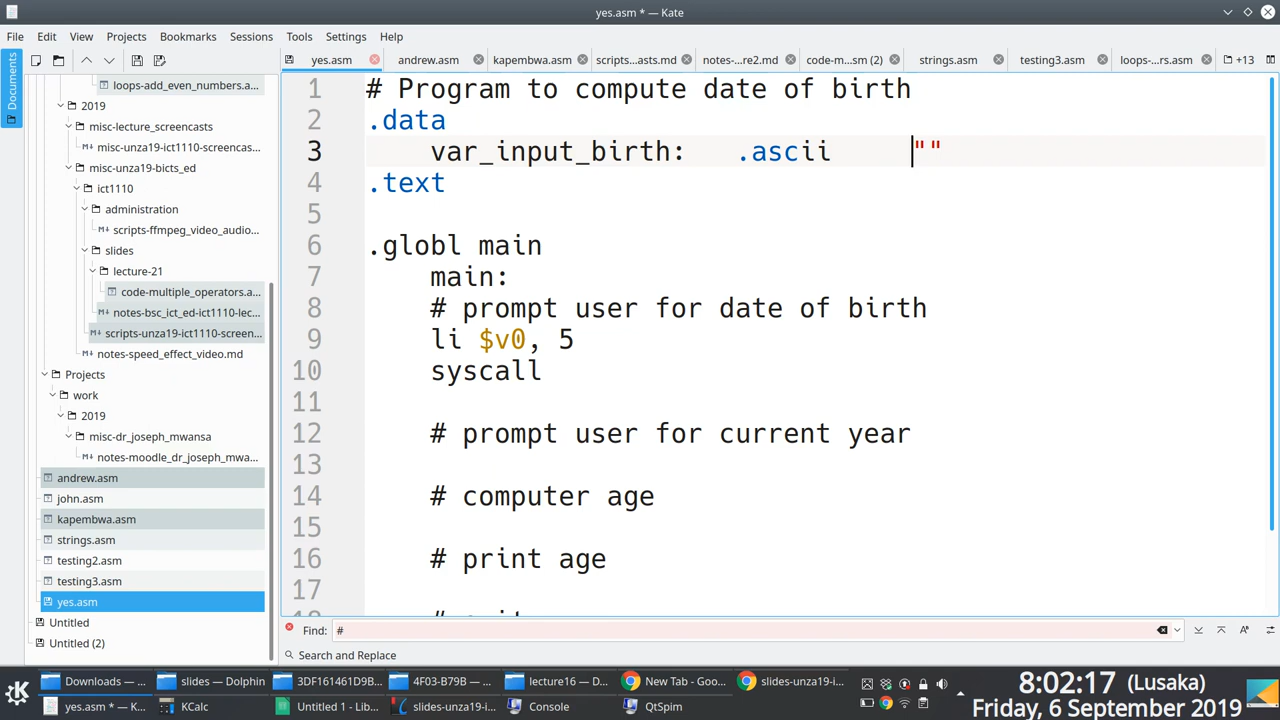 yes.asm * — Kate
File Edit View Projects Bookmarks Sessions Tools Settings Help
Documents
yes.asm andrew.asm kapembwa.asm scripts...asts.md notes-...re2.md code-m...sm (2) strings.asm testing3.asm loops-...rs.asm +13
loops-add_even_numbers.a...
2019
misc-lecture_screencasts
misc-unza19-ict1110-screencas...
misc-unza19-bicts_ed
ict1110
administration
scripts-ffmpeg_video_audio...
slides
lecture-21
code-multiple_operators.a...
notes-bsc_ict_ed-ict1110-lec...
scripts-unza19-ict1110-screen...
notes-speed_effect_video.md
Projects
work
2019
misc-dr_joseph_mwansa
notes-moodle_dr_joseph_mwa...
andrew.asm
john.asm
kapembwa.asm
strings.asm
testing2.asm
testing3.asm
yes.asm
Untitled
Untitled (2)
1 # Program to compute date of birth
2 .data
3 var_input_birth: .ascii ""
4 .text
5
6 .globl main
7 main:
8 # prompt user for date of birth
9 li $v0, 5
10 syscall
11
12 # prompt user for current year
13
14 # computer age
15
16 # print age
17
Find: #
Search and Replace
Downloads — ... slides — Dolphin 3DF161461D9B... 4F03-B79B — ... lecture16 — D... New Tab - Goo... slides-unza19-i...
yes.asm * — K... KCalc Untitled 1 - Lib... slides-unza19-i... Console QtSpim
8:02:17 (Lusaka)
Friday, 6 September 2019